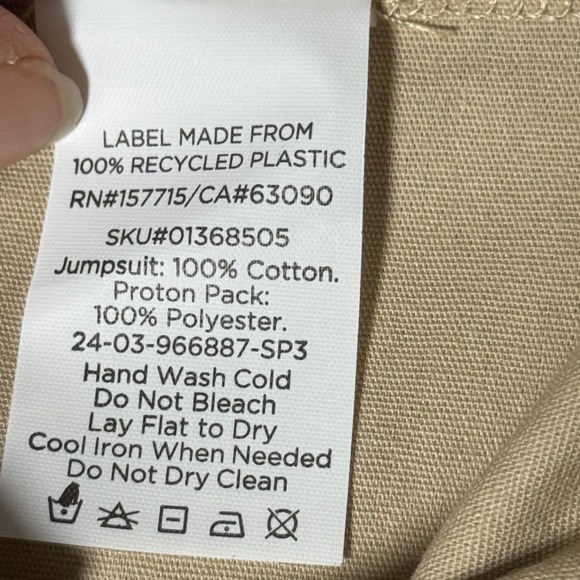 LABEL MADE FROM
100% RECYCLED PLASTIC
RN#157715/CA#63090
SKU#01368505
Jumpsuit: 100% Cotton.
Proton Pack:
100% Polyester.
24-03-966887-SP3
Hand Wash Cold
Do Not Bleach
Lay Flat to Dry
Cool Iron When Needed
Do Not Dry Clean